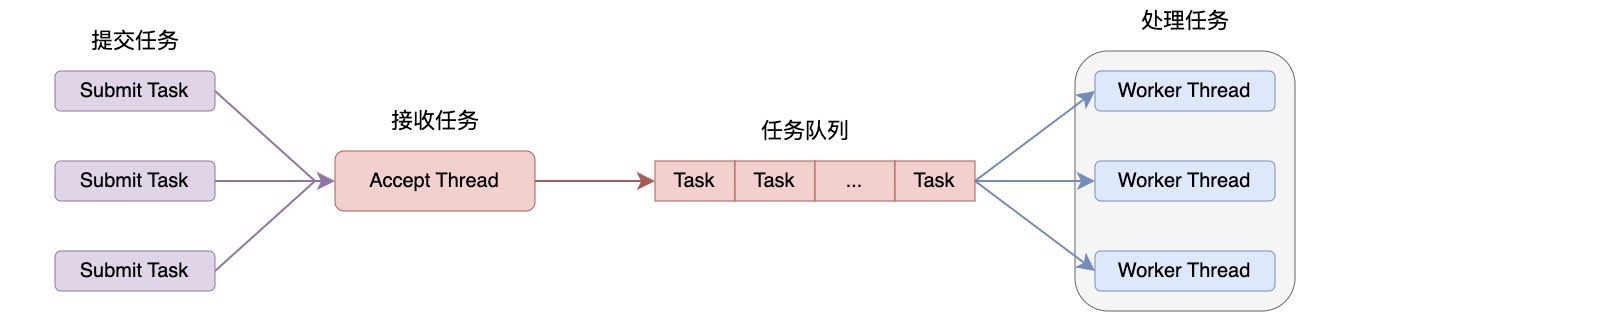 提交任务
Submit Task
Submit Task
Submit Task
接收任务
Accept Thread
任务队列
Task Task ... Task
处理任务
Worker Thread
Worker Thread
Worker Thread